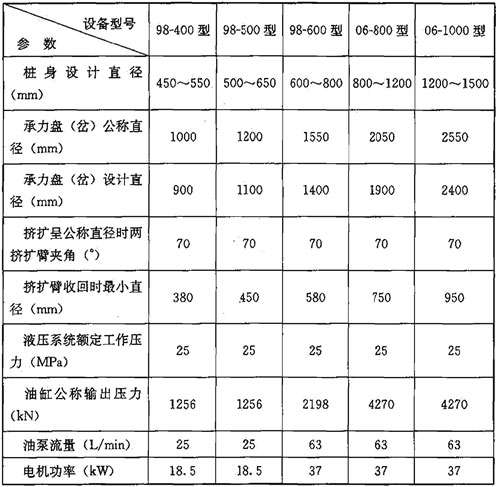 设备型号
参 数
98-400 型 98-500 型 98-600 型 06-800 型 06-1000 型
桩身设计直径
(mm)
450～550 500～650 600～800 800～1200 1200～1500
承力盘（岔）公称直
径（mm）
1000 1200 1550 2050 2550
承力盘（岔）设计直
径（mm）
900 1100 1400 1900 2400
挤扩呈公称直径时两
挤扩臂夹角（°）
70 70 70 70 70
挤扩臂收回时最小直
径（mm）
380 450 580 750 950
液压系统额定工作压
力（MPa）
25 25 25 25 25
油缸公称输出压力
(kN)
1256 1256 2198 4270 4270
油泵流量（L/min） 25 25 63 63 63
电机功率（kW） 18.5 18.5 37 37 37